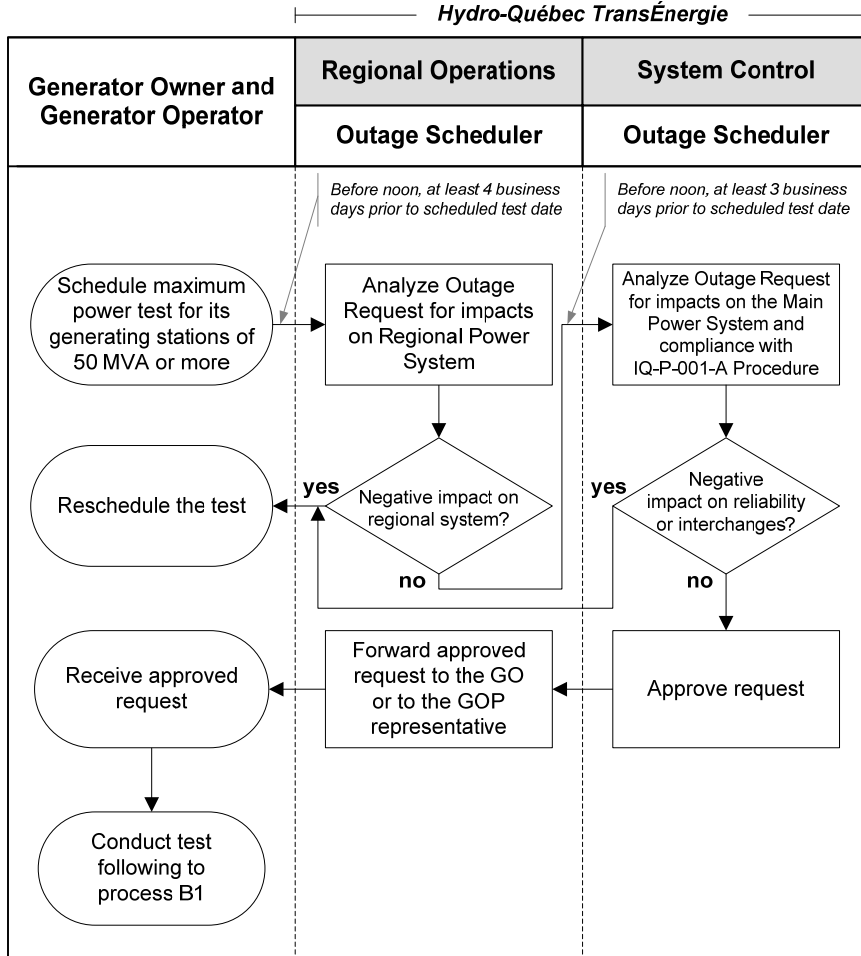 Hydro-Québec TransÉnergie
Generator Owner and
Generator Operator
Regional Operations
System Control
Outage Scheduler
Outage Scheduler
Before noon, at least 4 business
days prior to scheduled test date
Before noon, at least 3 business
days prior to scheduled test date
Schedule maximum
power test for its
generating stations of
50 MVA or more
Analyze Outage
Request for impacts
on Regional Power
System
Analyze Outage Request
for impacts on the Main
Power System and
compliance with
IQ-P-001-A Procedure
Reschedule the test
yes
Negative impact on
regional system?
no
yes
Negative
impact on reliability
or interchanges?
no
Receive approved
request
Forward approved
request to the GO
or to the GOP
representative
Approve request
Conduct test
following to
process B1